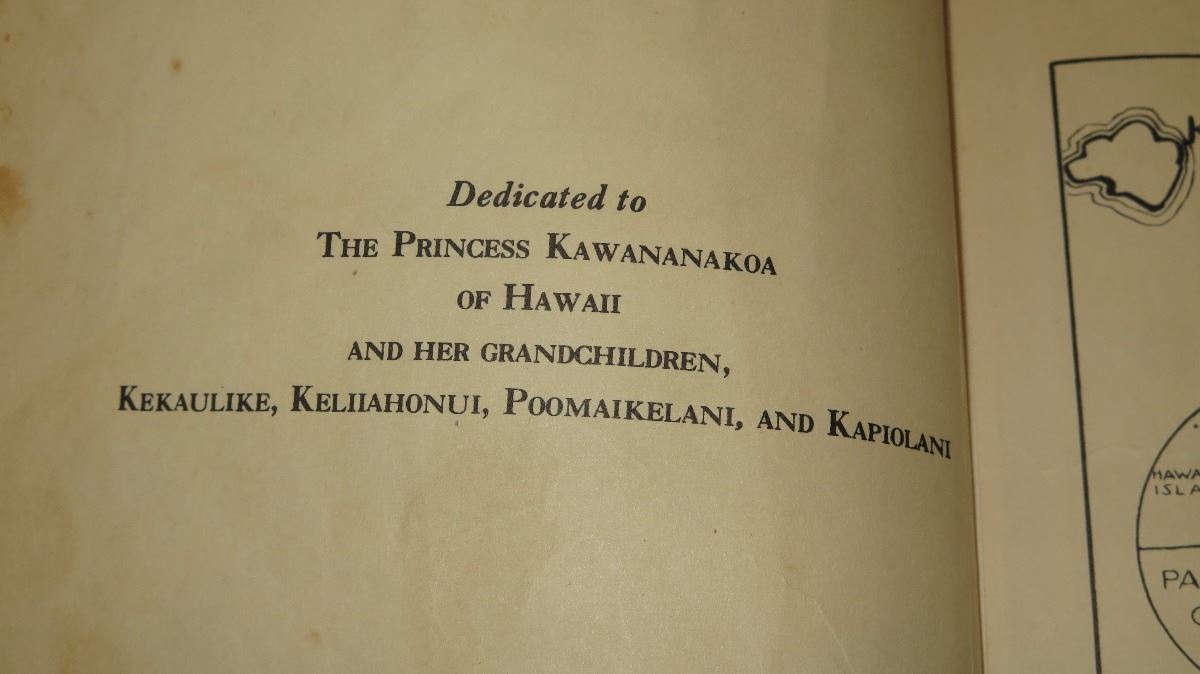 Dedicated to
THE PRINCESS KAWANANAKOA
OF HAWAII
AND HER GRANDCHILDREN,
KEKAULIKE, KELIIAHONUI, POOMAIKELANI, AND KAPIOLANI